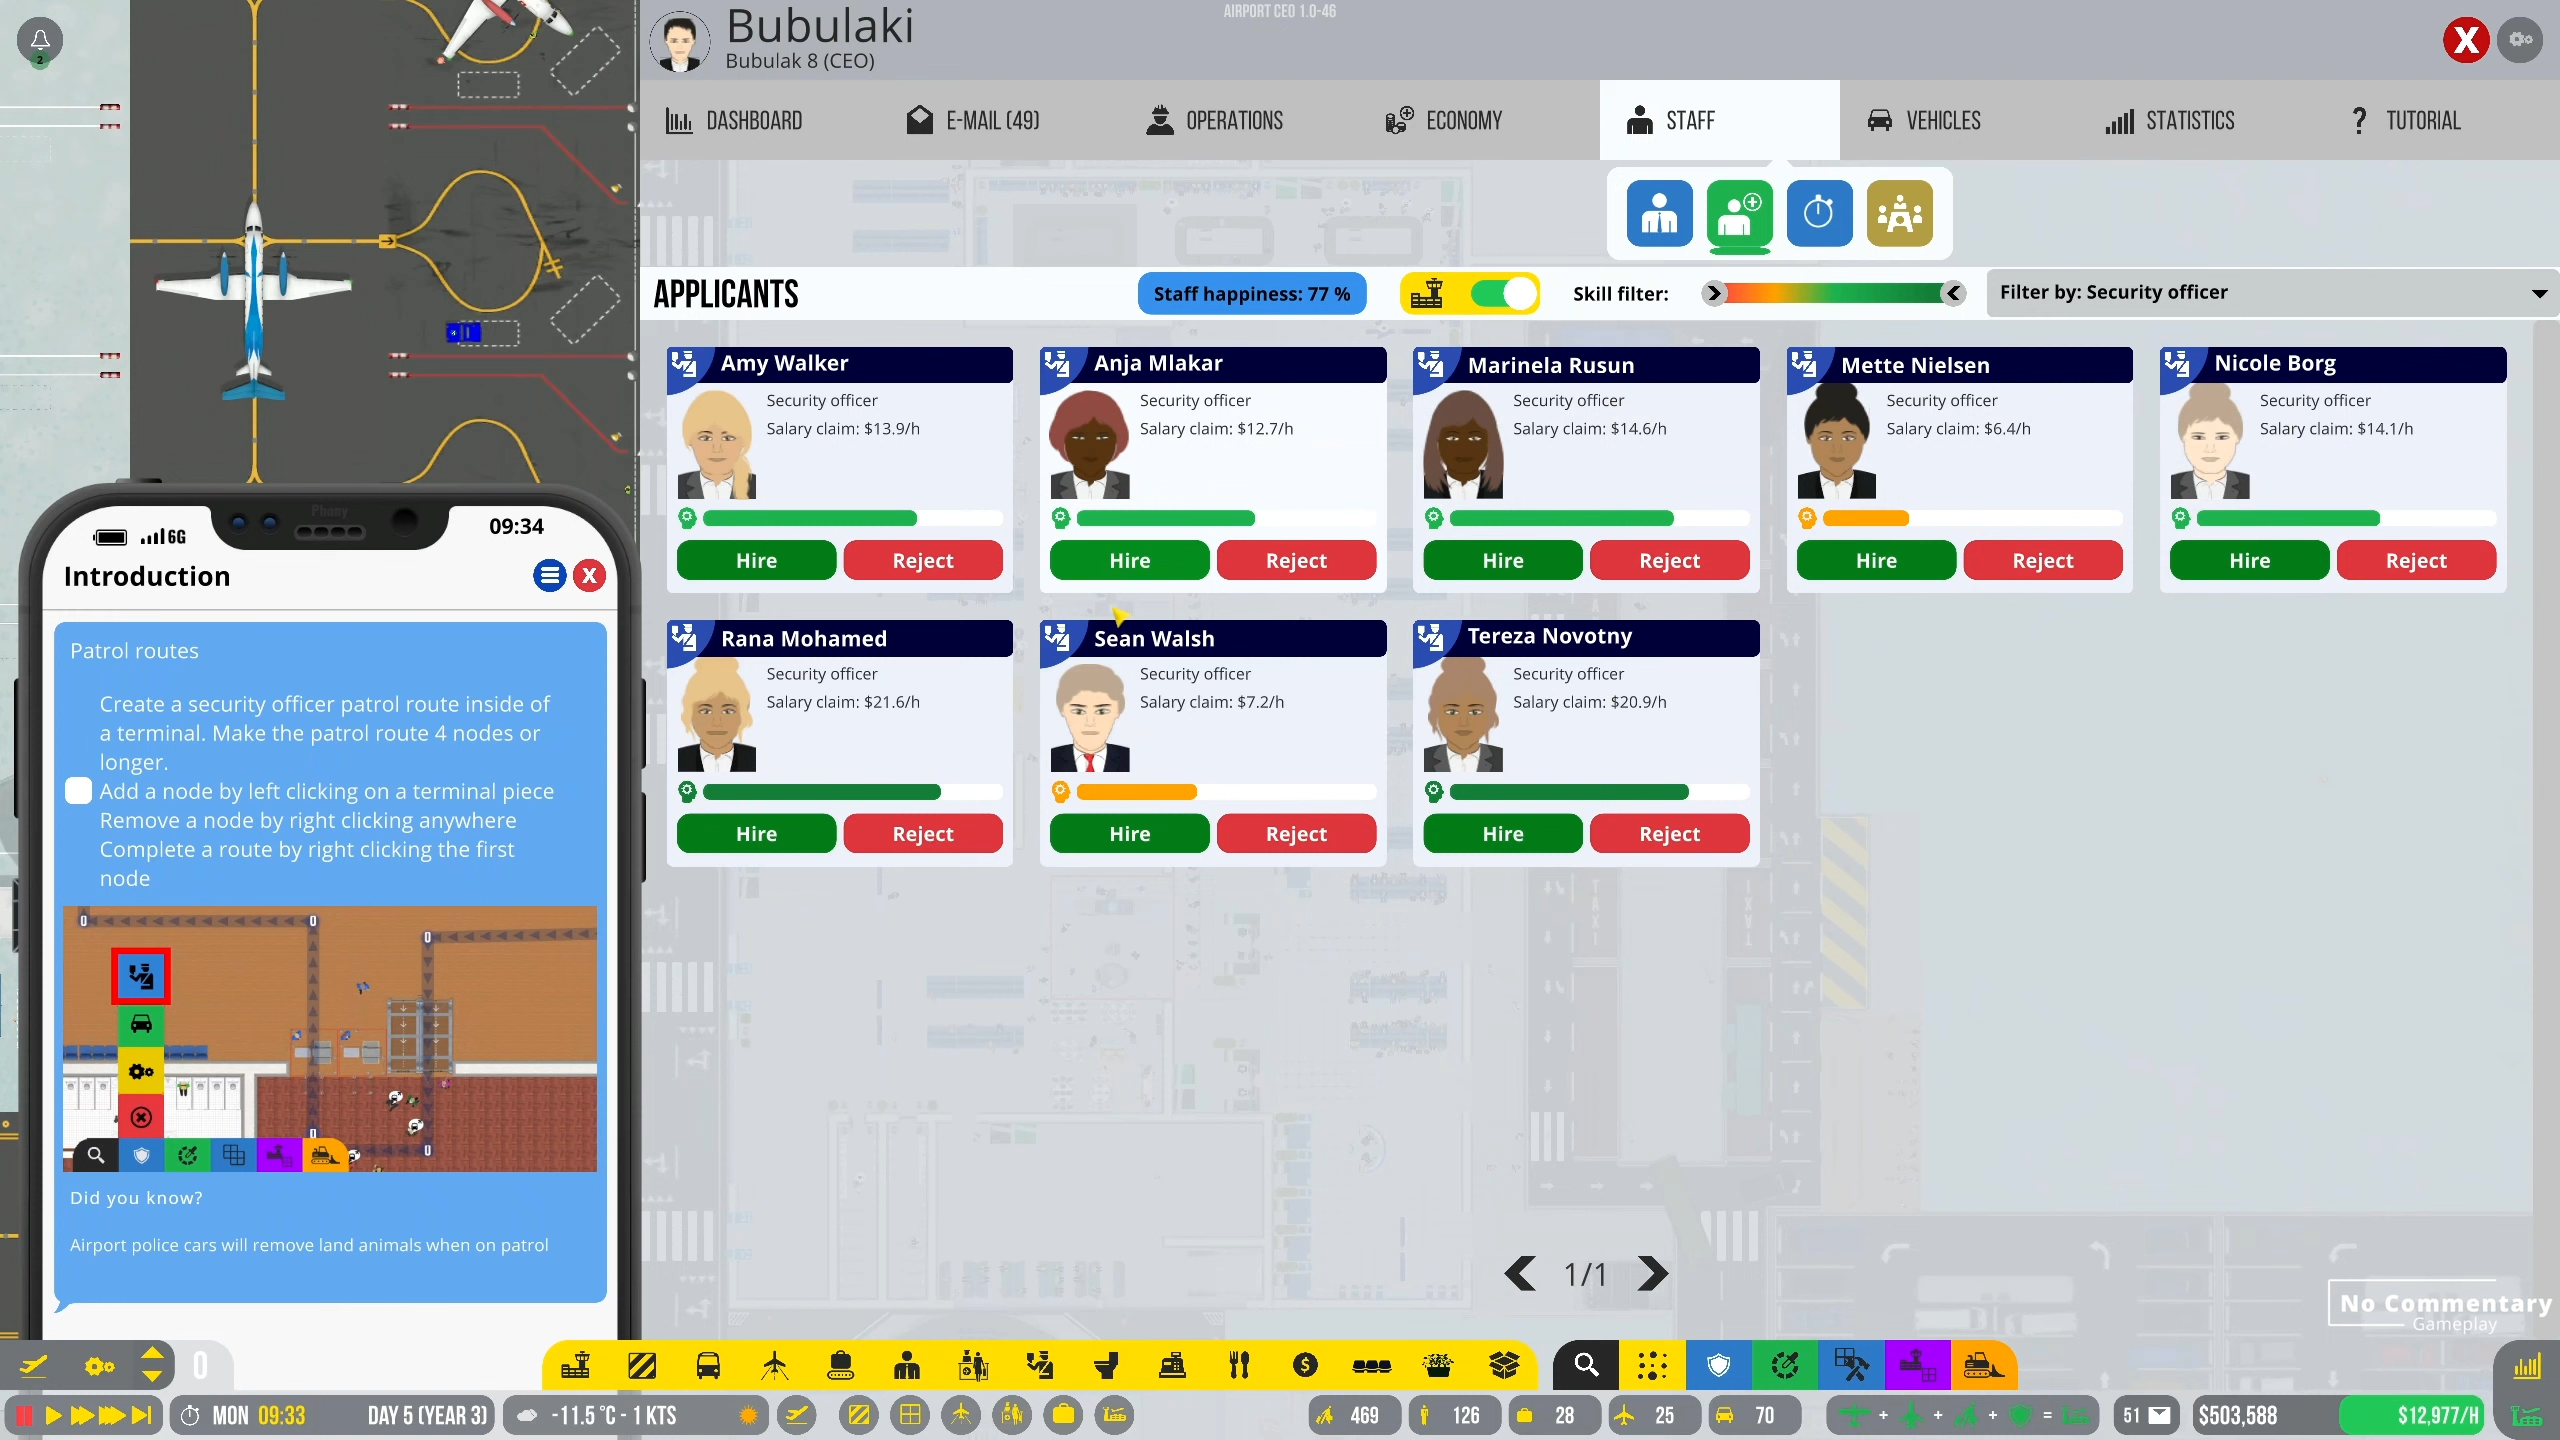 AIRPORT CEO 1.0-46
2
Bubulaki
Bubulak 8 (CEO)
X
DASHBOARD
E-MAIL (49)
OPERATIONS
ECONOMY
STAFF
VEHICLES
STATISTICS
? TUTORIAL
APPLICANTS
Staff happiness: 77 %
Skill filter:
Filter by: Security officer
Amy Walker
Security officer
Salary claim: $13.9/h
Hire
Reject
Anja Mlakar
Security officer
Salary claim: $12.7/h
Hire
Reject
Marinela Rusun
Security officer
Salary claim: $14.6/h
Hire
Reject
Mette Nielsen
Security officer
Salary claim: $6.4/h
Hire
Reject
Nicole Borg
Security officer
Salary claim: $14.1/h
Hire
Reject
Rana Mohamed
Security officer
Salary claim: $21.6/h
Hire
Reject
Sean Walsh
Security officer
Salary claim: $7.2/h
Hire
Reject
Tereza Novotny
Security officer
Salary claim: $20.9/h
Hire
Reject
1/1
Phany
6G
09:34
Introduction
X
Patrol routes
Create a security officer patrol route inside of
a terminal. Make the patrol route 4 nodes or
longer.
Add a node by left clicking on a terminal piece
Remove a node by right clicking anywhere
Complete a route by right clicking the first
node
0
0
0
0
0
Did you know?
Airport police cars will remove land animals when on patrol
TAXI
TAXI
No Commentary
Gameplay
0
MON 09:33
DAY 5 (YEAR 3)
-11.5 °C - 1 KTS
469
126
28
25
70
+ + + =
51
$503,588
$12,977/H